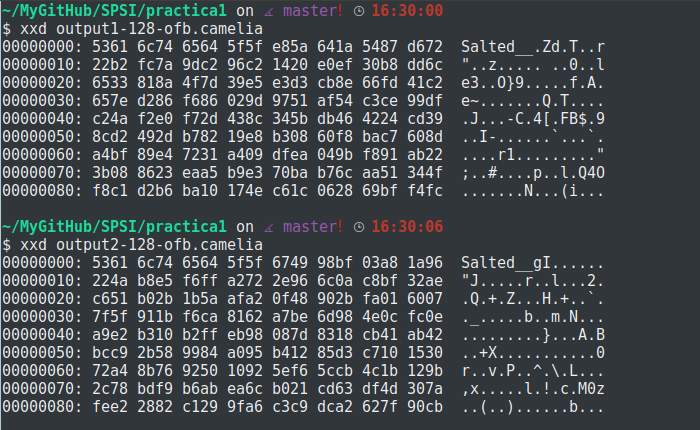 ~/MyGitHub/SPSI/practica1 on master! 16:30:00
$ xxd output1-128-ofb.camelia
00000000: 5361 6c74 6564 5f5f e85a 641a 5487 d672  Salted__.Zd.T..r
00000010: 22b2 fc7a 9dc2 96c2 1420 e0ef 30b8 dd6c  "..z..... ..0..l
00000020: 6533 818a 4f7d 39e5 e3d3 cb8e 66fd 41c2  e3..O}9.....f.A.
00000030: 657e d286 f686 029d 9751 af54 c3ce 99df  e~.......Q.T....
00000040: c24a f2e0 f72d 438c 345b db46 4224 cd39  .J...-C.4[.FB$.9
00000050: 8cd2 492d b782 19e8 b308 60f8 bac7 608d  ..I-......`...`.
00000060: a4bf 89e4 7231 a409 dfea 049b f891 ab22  ....r1........."
00000070: 3b08 8623 eaa5 b9e3 70ba b76c aa51 344f  ;..#....p..l.Q4O
00000080: f8c1 d2b6 ba10 174e c61c 0628 69bf f4fc  .......N...(i...
~/MyGitHub/SPSI/practica1 on master! 16:30:06
$ xxd output2-128-ofb.camelia
00000000: 5361 6c74 6564 5f5f 6749 98bf 03a8 1a96  Salted__gI......
00000010: 224a b8e5 f6ff a272 2e96 6c0a c8bf 32ae  "J.....r..l...2.
00000020: c651 b02b 1b5a afa2 0f48 902b fa01 6007  .Q.+.Z...H.+..`.
00000030: 7f5f 911b f6ca 8162 a7be 6d98 4e0c fc0e  ._.....b..m.N...
00000040: a9e2 b310 b2ff eb98 087d 8318 cb41 ab42  .........}...A.B
00000050: bcc9 2b58 9984 a095 b412 85d3 c710 1530  ..+X...........0
00000060: 72a4 8b76 9250 1092 5ef6 5ccb 4c1b 129b  r..v.P..^.\.L...
00000070: 2c78 bdf9 b6ab ea6c b021 cd63 df4d 307a  ,x.....l.!.c.M0z
00000080: fee2 2882 c129 9fa6 c3c9 dca2 627f 90cb  ..(..)......b...